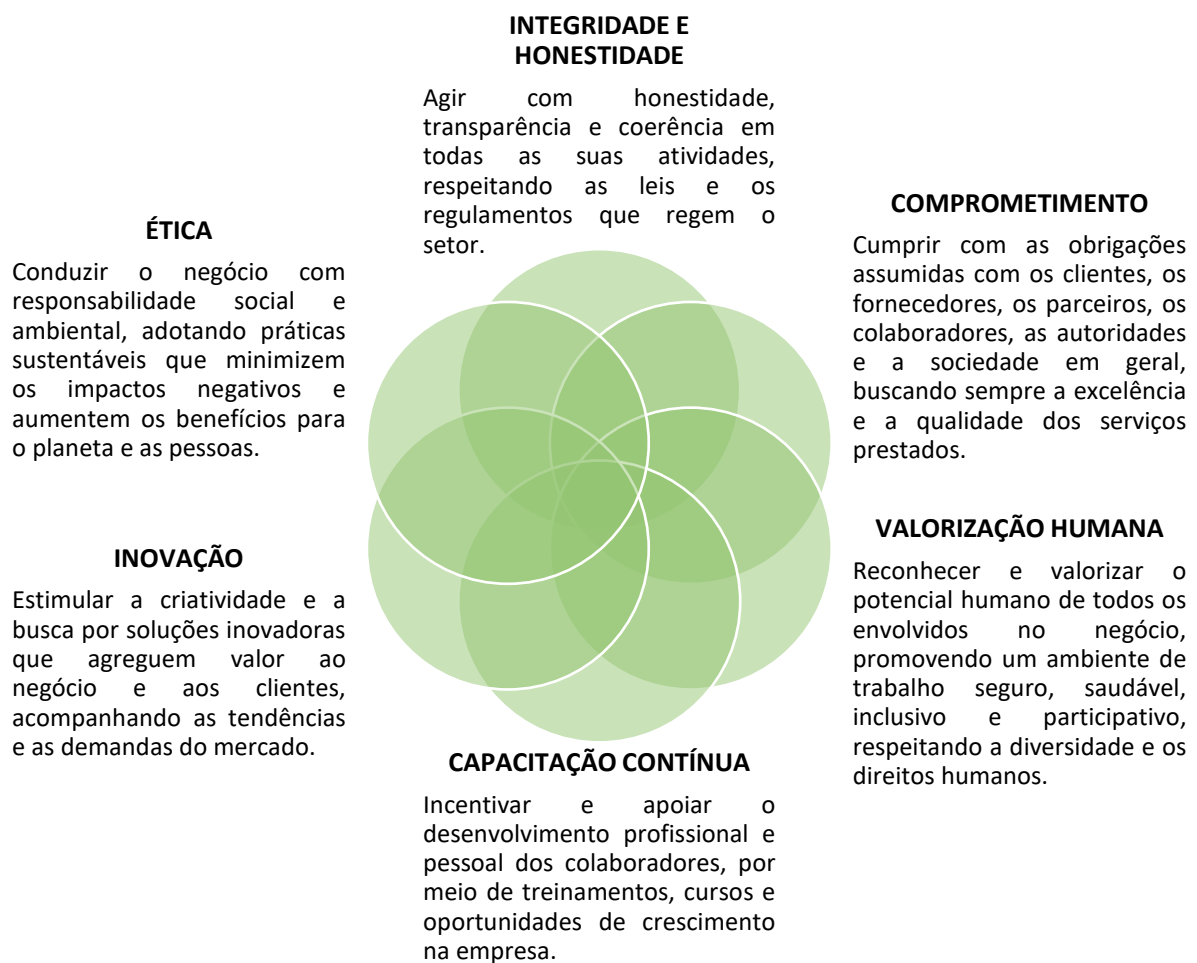 INTEGRIDADE E
HONESTIDADE
Agir com honestidade,
transparência e coerência em
todas as suas atividades,
respeitando as leis e os
regulamentos que regem o
setor.
COMPROMETIMENTO
Cumprir com as obrigações
assumidas com os clientes, os
fornecedores, os parceiros, os
colaboradores, as autoridades
e a sociedade em geral,
buscando sempre a excelência
e a qualidade dos serviços
prestados.
VALORIZAÇÃO HUMANA
Reconhecer e valorizar o
potencial humano de todos os
envolvidos no negócio,
promovendo um ambiente de
trabalho seguro, saudável,
inclusivo e participativo,
respeitando a diversidade e os
direitos humanos.
CAPACITAÇÃO CONTÍNUA
Incentivar e apoiar o
desenvolvimento profissional e
pessoal dos colaboradores, por
meio de treinamentos, cursos e
oportunidades de crescimento
na empresa.
INOVAÇÃO
Estimular a criatividade e a
busca por soluções inovadoras
que agreguem valor ao
negócio e aos clientes,
acompanhando as tendências
e as demandas do mercado.
ÉTICA
Conduzir o negócio com
responsabilidade social e
ambiental, adotando práticas
sustentáveis que minimizem
os impactos negativos e
aumentem os benefícios para
o planeta e as pessoas.